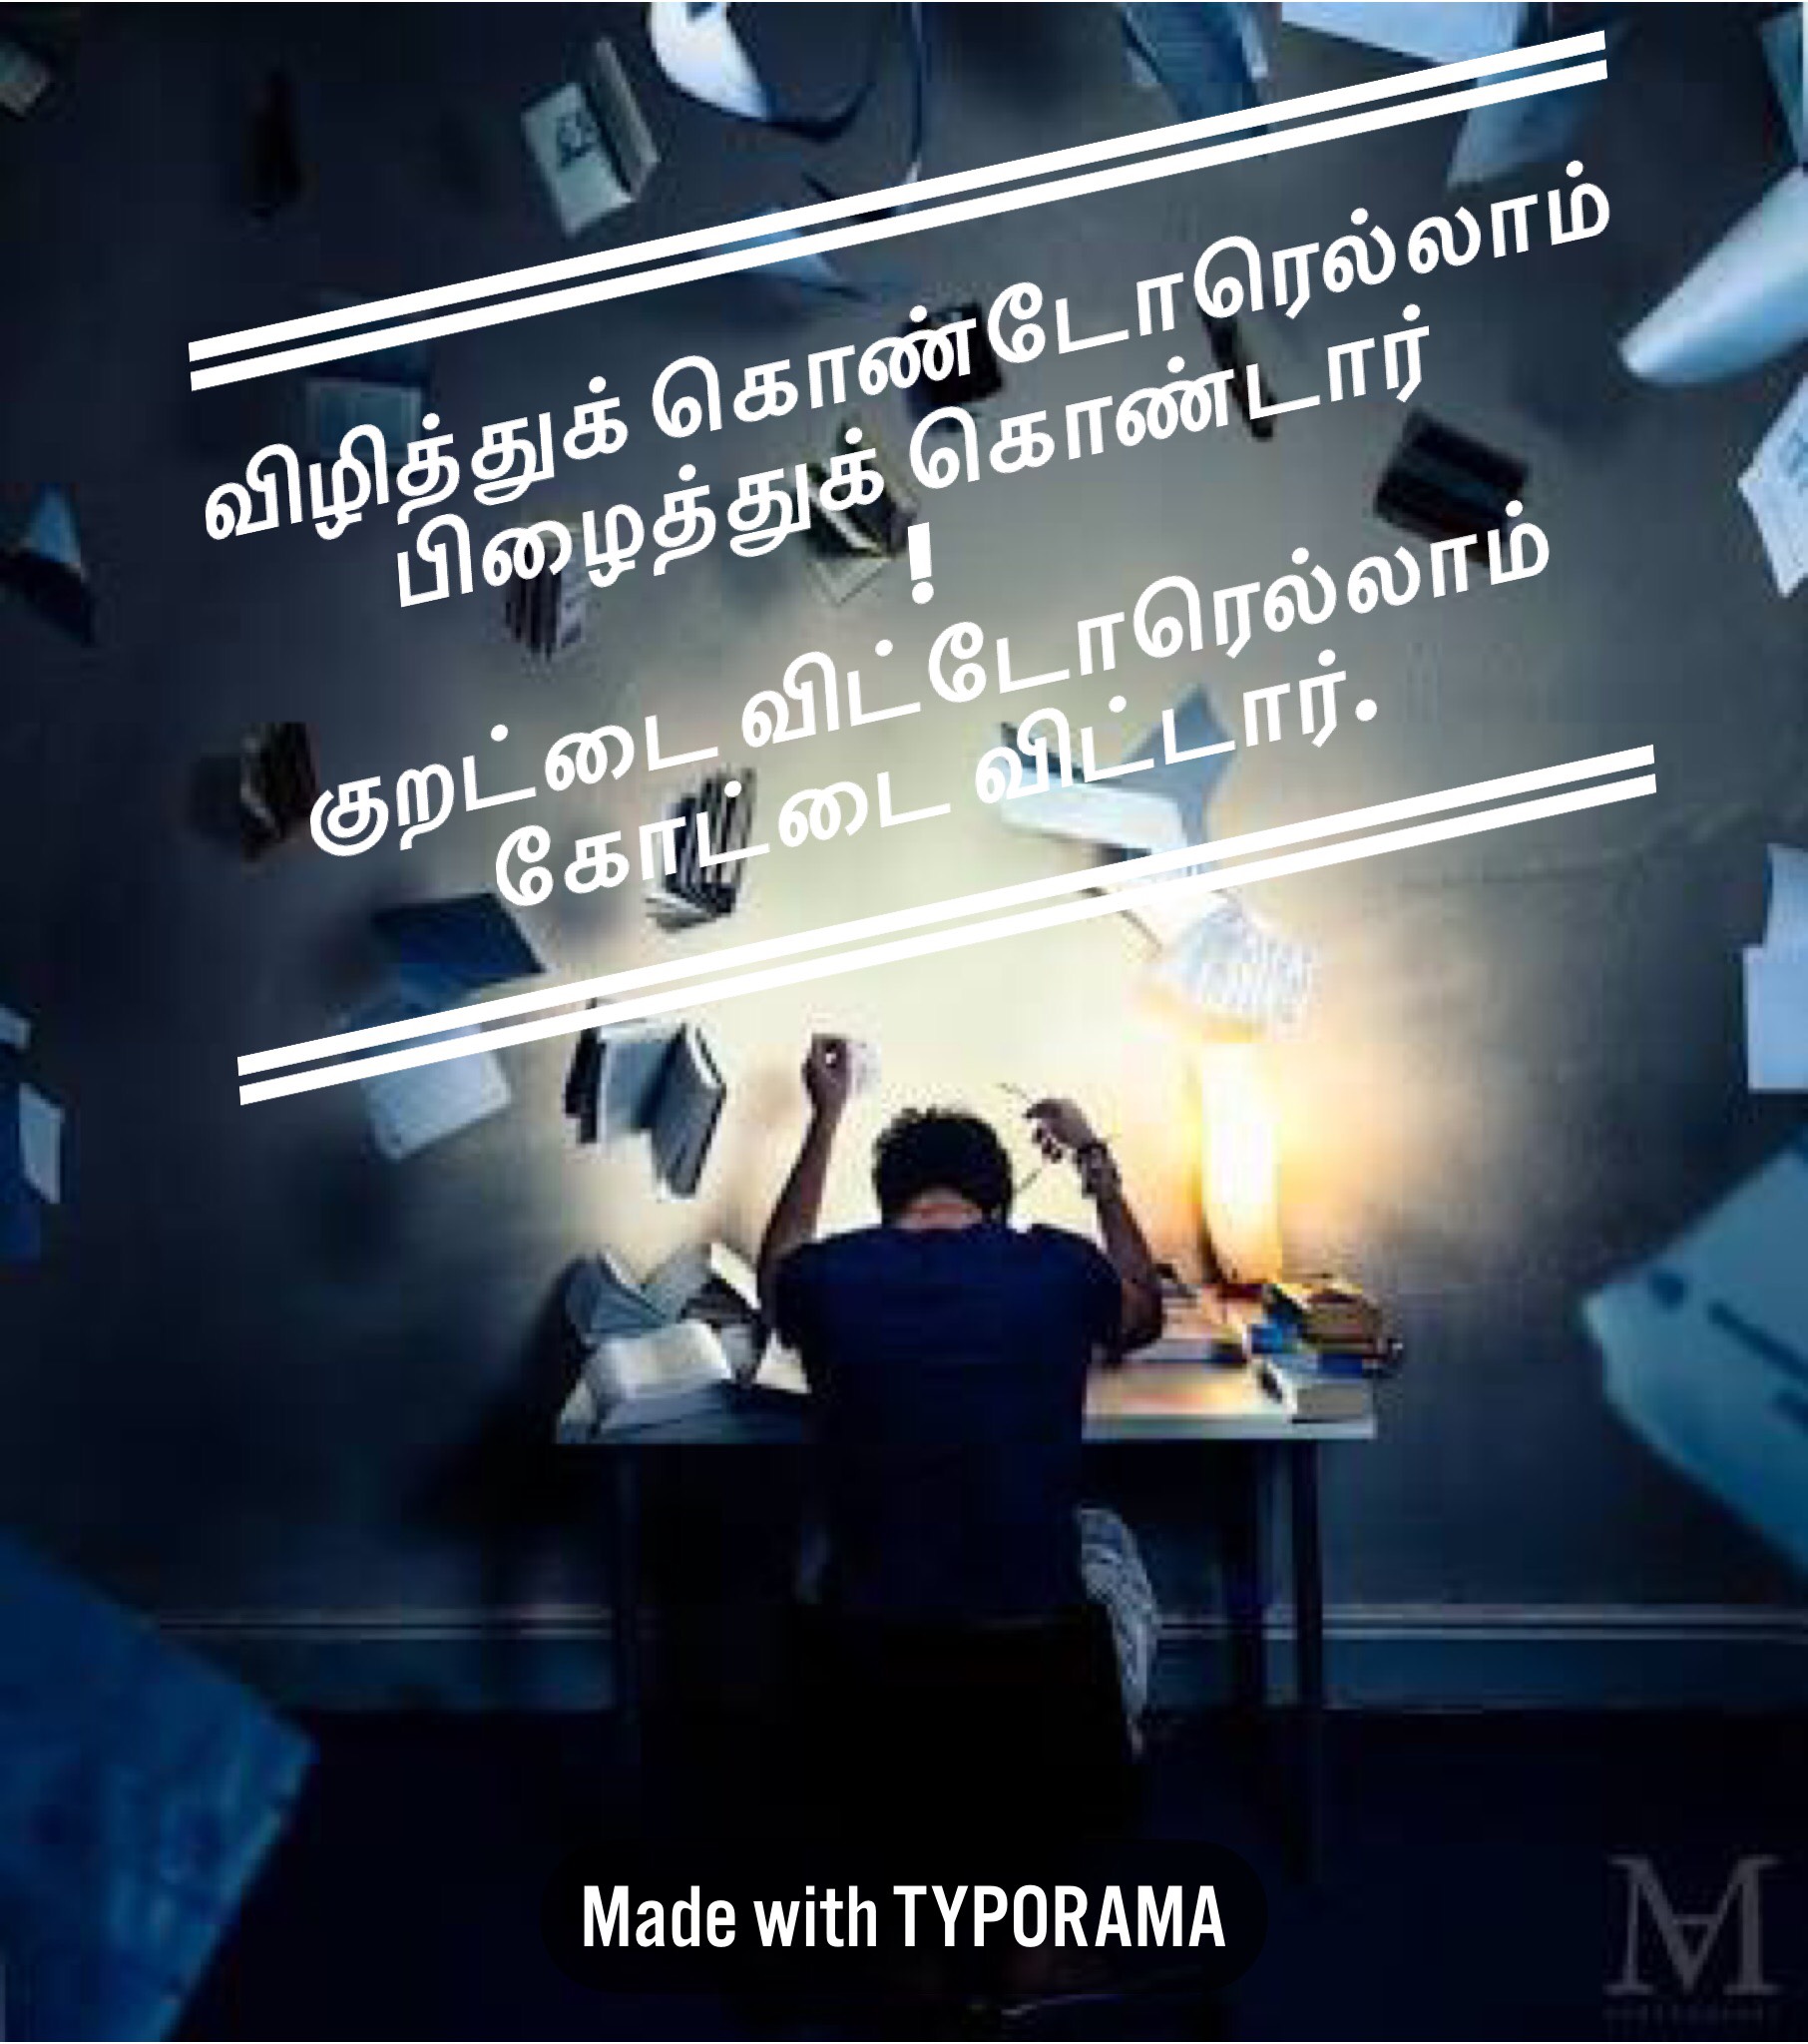 விழித்துக் கொண்டோரெல்லாம்
பிழைத்துக் கொண்டார்
!
குறட்டை விட்டோரெல்லாம்
கோட்டை விட்டார்.
Made with TYPORAMA